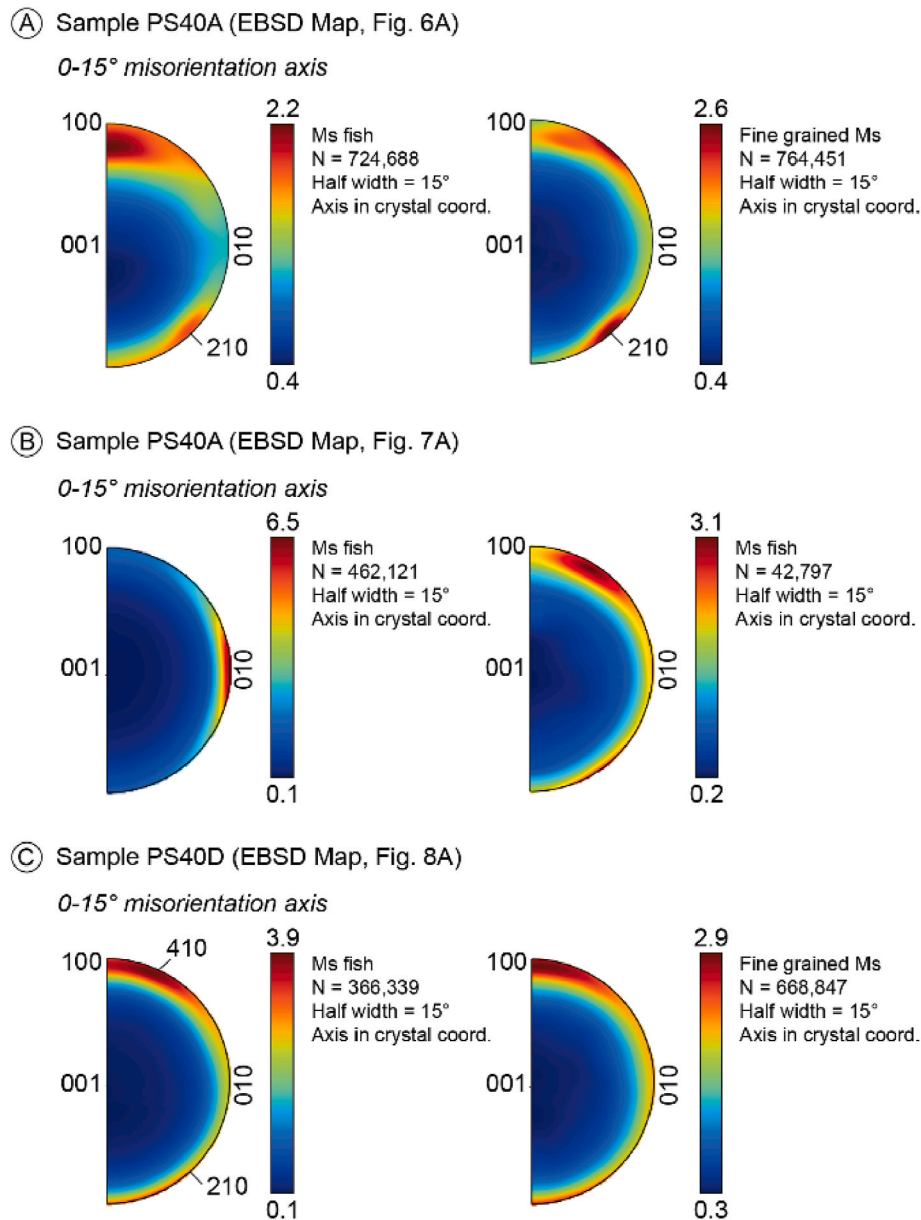 A Sample PS40A (EBSD Map, Fig. 6A)
0-15° misorientation axis
100
001
010
210
2.2
0.4
Ms fish
N = 724,688
Half width = 15°
Axis in crystal coord.
010
210
2.6
0.4
Fine grained Ms
N = 764,451
Half width = 15°
Axis in crystal coord.
B Sample PS40A (EBSD Map, Fig. 7A)
0-15° misorientation axis
100
001
010
6.5
0.1
Ms fish
N = 462,121
Half width = 15°
Axis in crystal coord.
100
001
010
3.1
0.2
Ms fish
N = 42,797
Half width = 15°
Axis in crystal coord.
C Sample PS40D (EBSD Map, Fig. 8A)
0-15° misorientation axis
100
410
001
010
210
3.9
0.1
Ms fish
N = 366,339
Half width = 15°
Axis in crystal coord.
100
001
010
2.9
0.3
Fine grained Ms
N = 668,847
Half width = 15°
Axis in crystal coord.